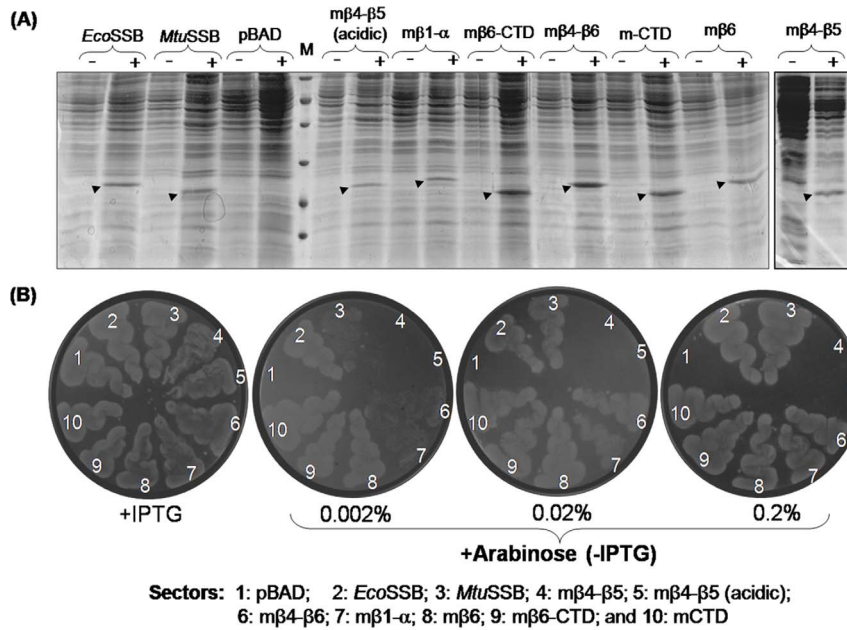 (A)
EcoSSB MtuSSB pBAD M mβ4-β5 (acidic) mβ1-α mβ6-CTD mβ4-β6 m-CTD mβ6 mβ4-β5
– + – + – + – + – + – + – + – + – + – +
(B)
1 2 3 4 5 6 7 8 9 10
1 2 3 4 5 6 7 8 9 10
1 2 3 4 5 6 7 8 9 10
1 2 3 4 5 6 7 8 9 10
+IPTG 0.002% 0.02% 0.2%
+Arabinose (-IPTG)
Sectors: 1: pBAD; 2: EcoSSB; 3: MtuSSB; 4: mβ4-β5; 5: mβ4-β5 (acidic);
6: mβ4-β6; 7: mβ1-α; 8: mβ6; 9: mβ6-CTD; and 10: mCTD